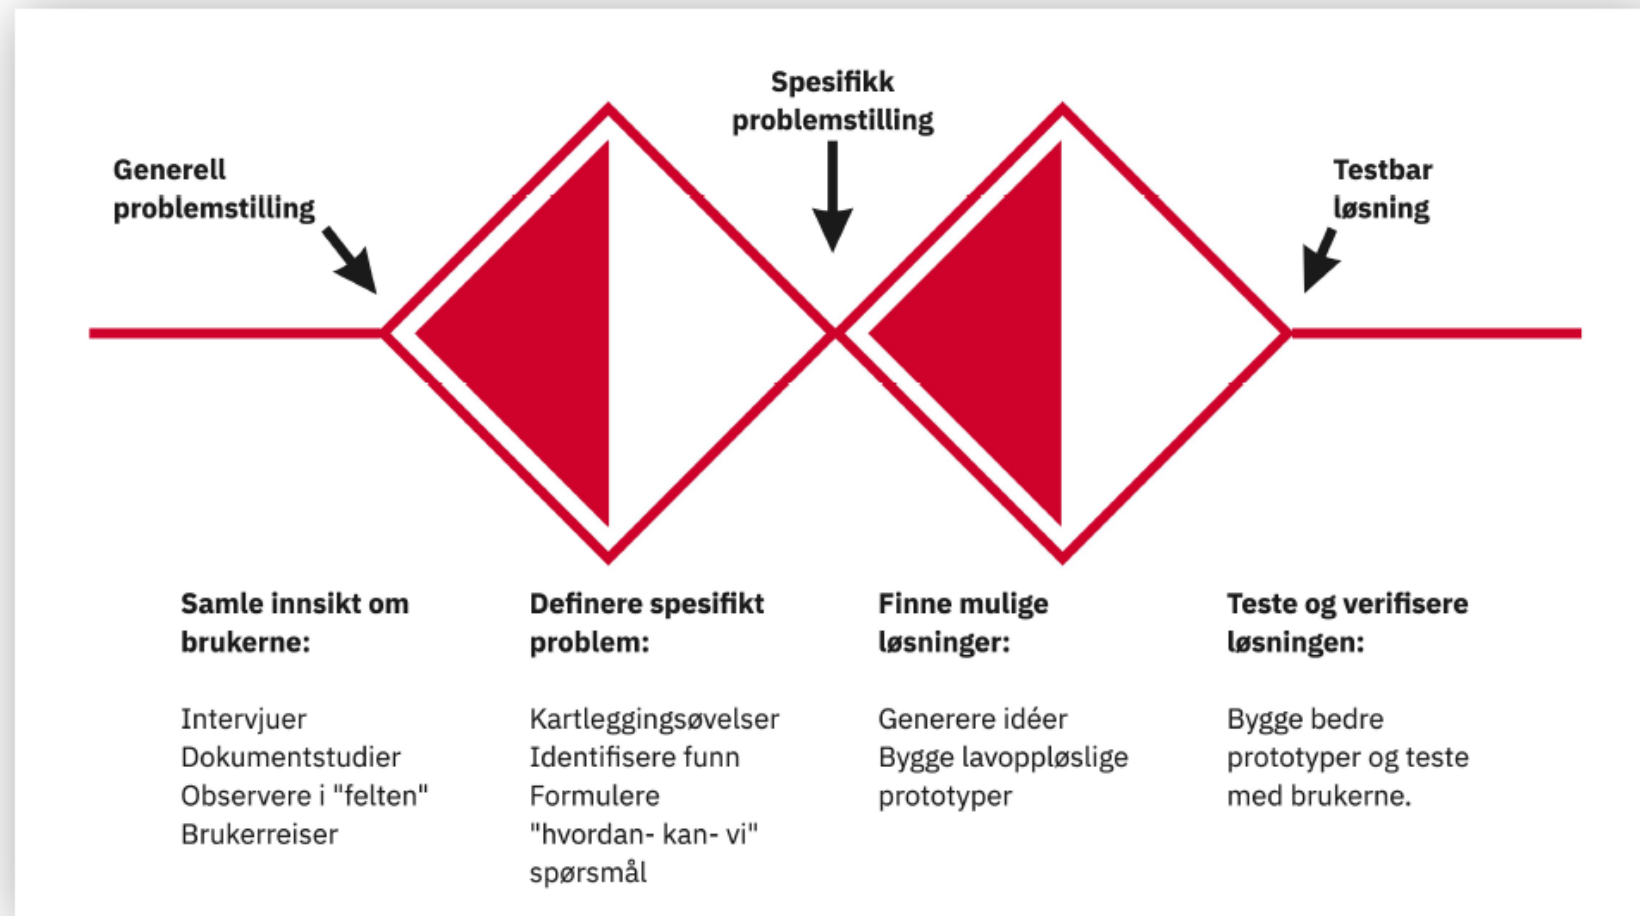 Spesifikk
problemstilling
Generell
problemstilling
Testbar
løsning
Samle innsikt om
brukerne:
Intervjuer
Dokumentstudier
Observere i "felten"
Brukerreiser
Definere spesifikt
problem:
Kartleggingsøvelser
Identifisere funn
Formulere
"hvordan- kan- vi"
spørsmål
Finne mulige
løsninger:
Generere idéer
Bygge lavoppløslige
prototyper
Teste og verifisere
løsningen:
Bygge bedre
prototyper og teste
med brukerne.